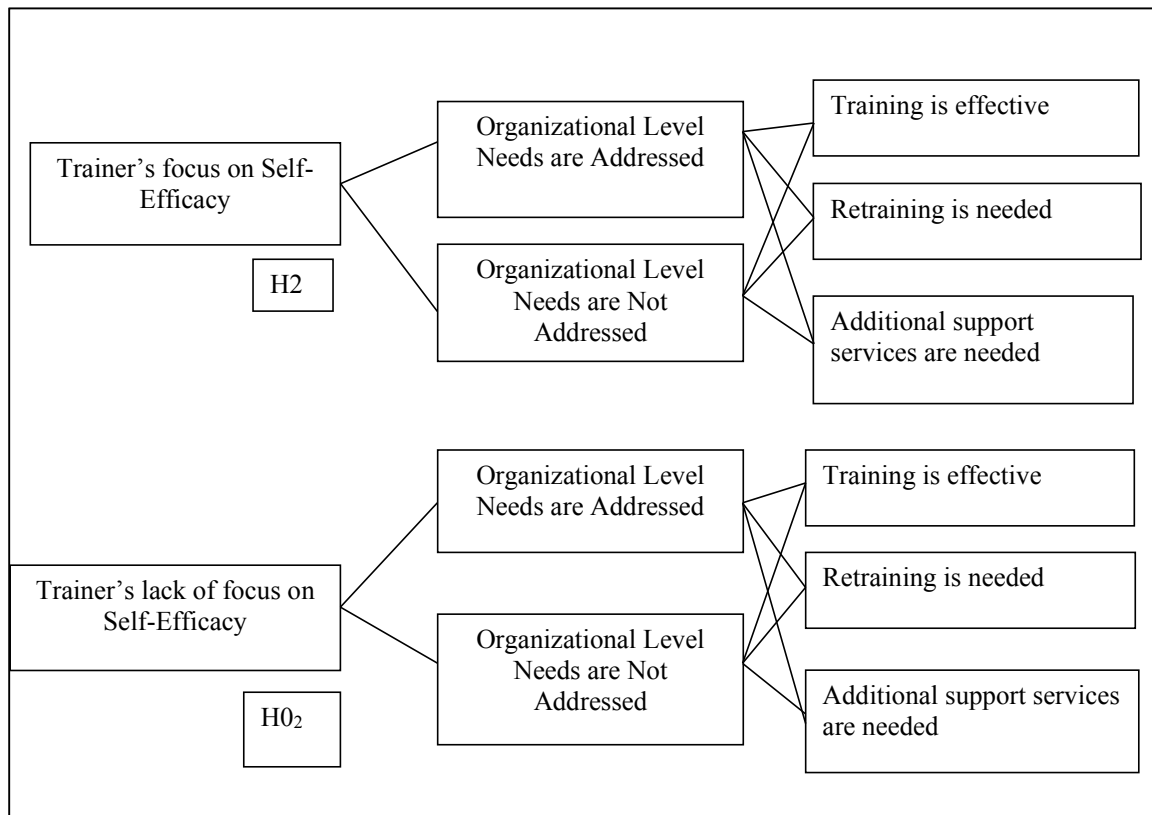 Trainer’s focus on Self-
Efficacy
H2
Organizational Level
Needs are Addressed
Organizational Level
Needs are Not
Addressed
Training is effective
Retraining is needed
Additional support
services are needed
Trainer’s lack of focus on
Self-Efficacy
H0₂
Organizational Level
Needs are Addressed
Organizational Level
Needs are Not
Addressed
Training is effective
Retraining is needed
Additional support services
are needed